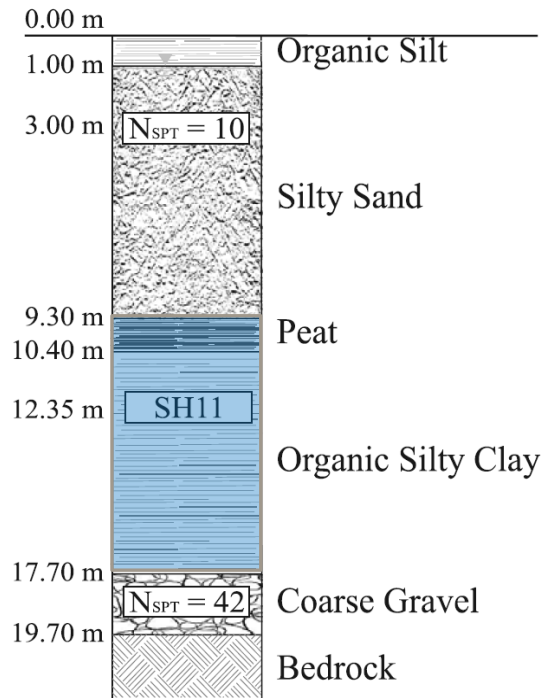 0.00 m
Organic Silt
1.00 m
3.00 m
NSPT = 10
Silty Sand
9.30 m
Peat
10.40 m
12.35 m
SH11
Organic Silty Clay
17.70 m
NSPT = 42
Coarse Gravel
19.70 m
Bedrock